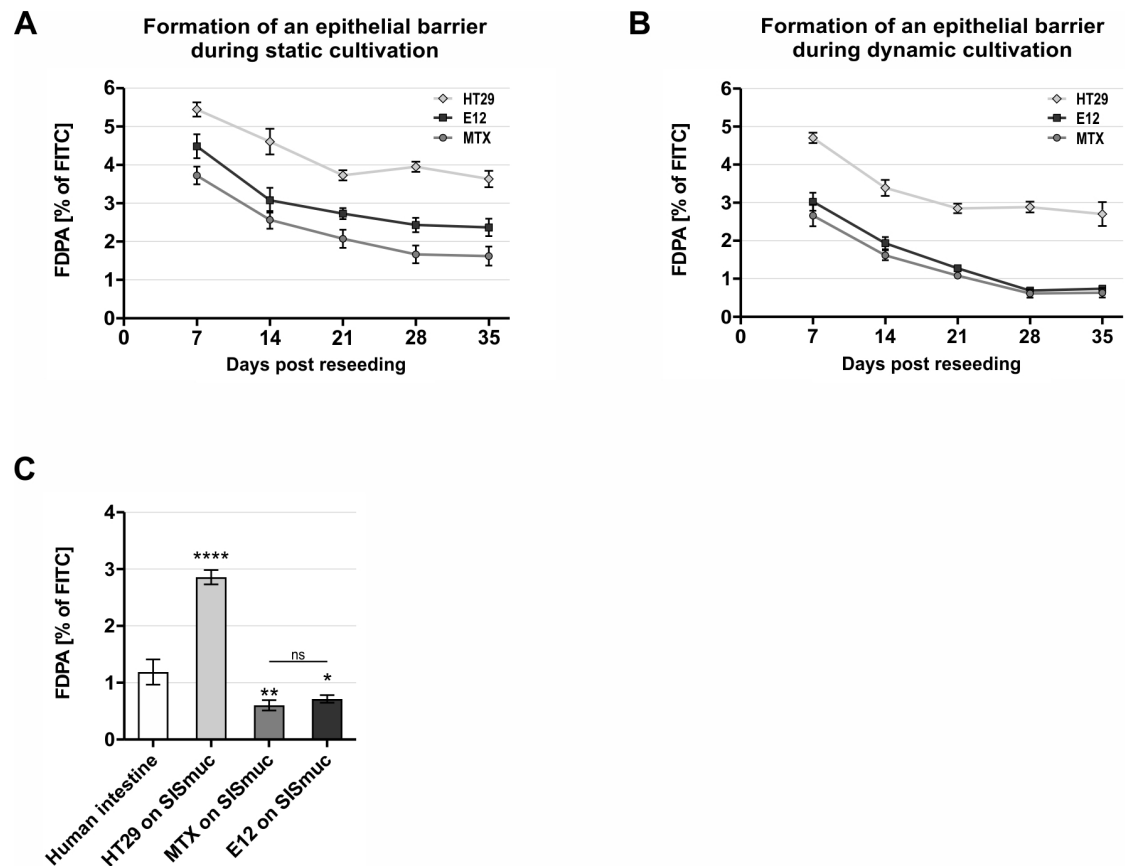 A
Formation of an epithelial barrier
during static cultivation
FDPA [% of FITC]
6
5
4
3
2
1
0
HT29
E12
MTX
0 7 14 21 28 35
Days post reseeding
B
Formation of an epithelial barrier
during dynamic cultivation
FDPA [% of FITC]
6
5
4
3
2
1
0
HT29
E12
MTX
0 7 14 21 28 35
Days post reseeding
C
FDPA [% of FITC]
4
3
2
1
0
****
**
ns
*
Human intestine
HT29 on SISmuc
MTX on SISmuc
E12 on SISmuc